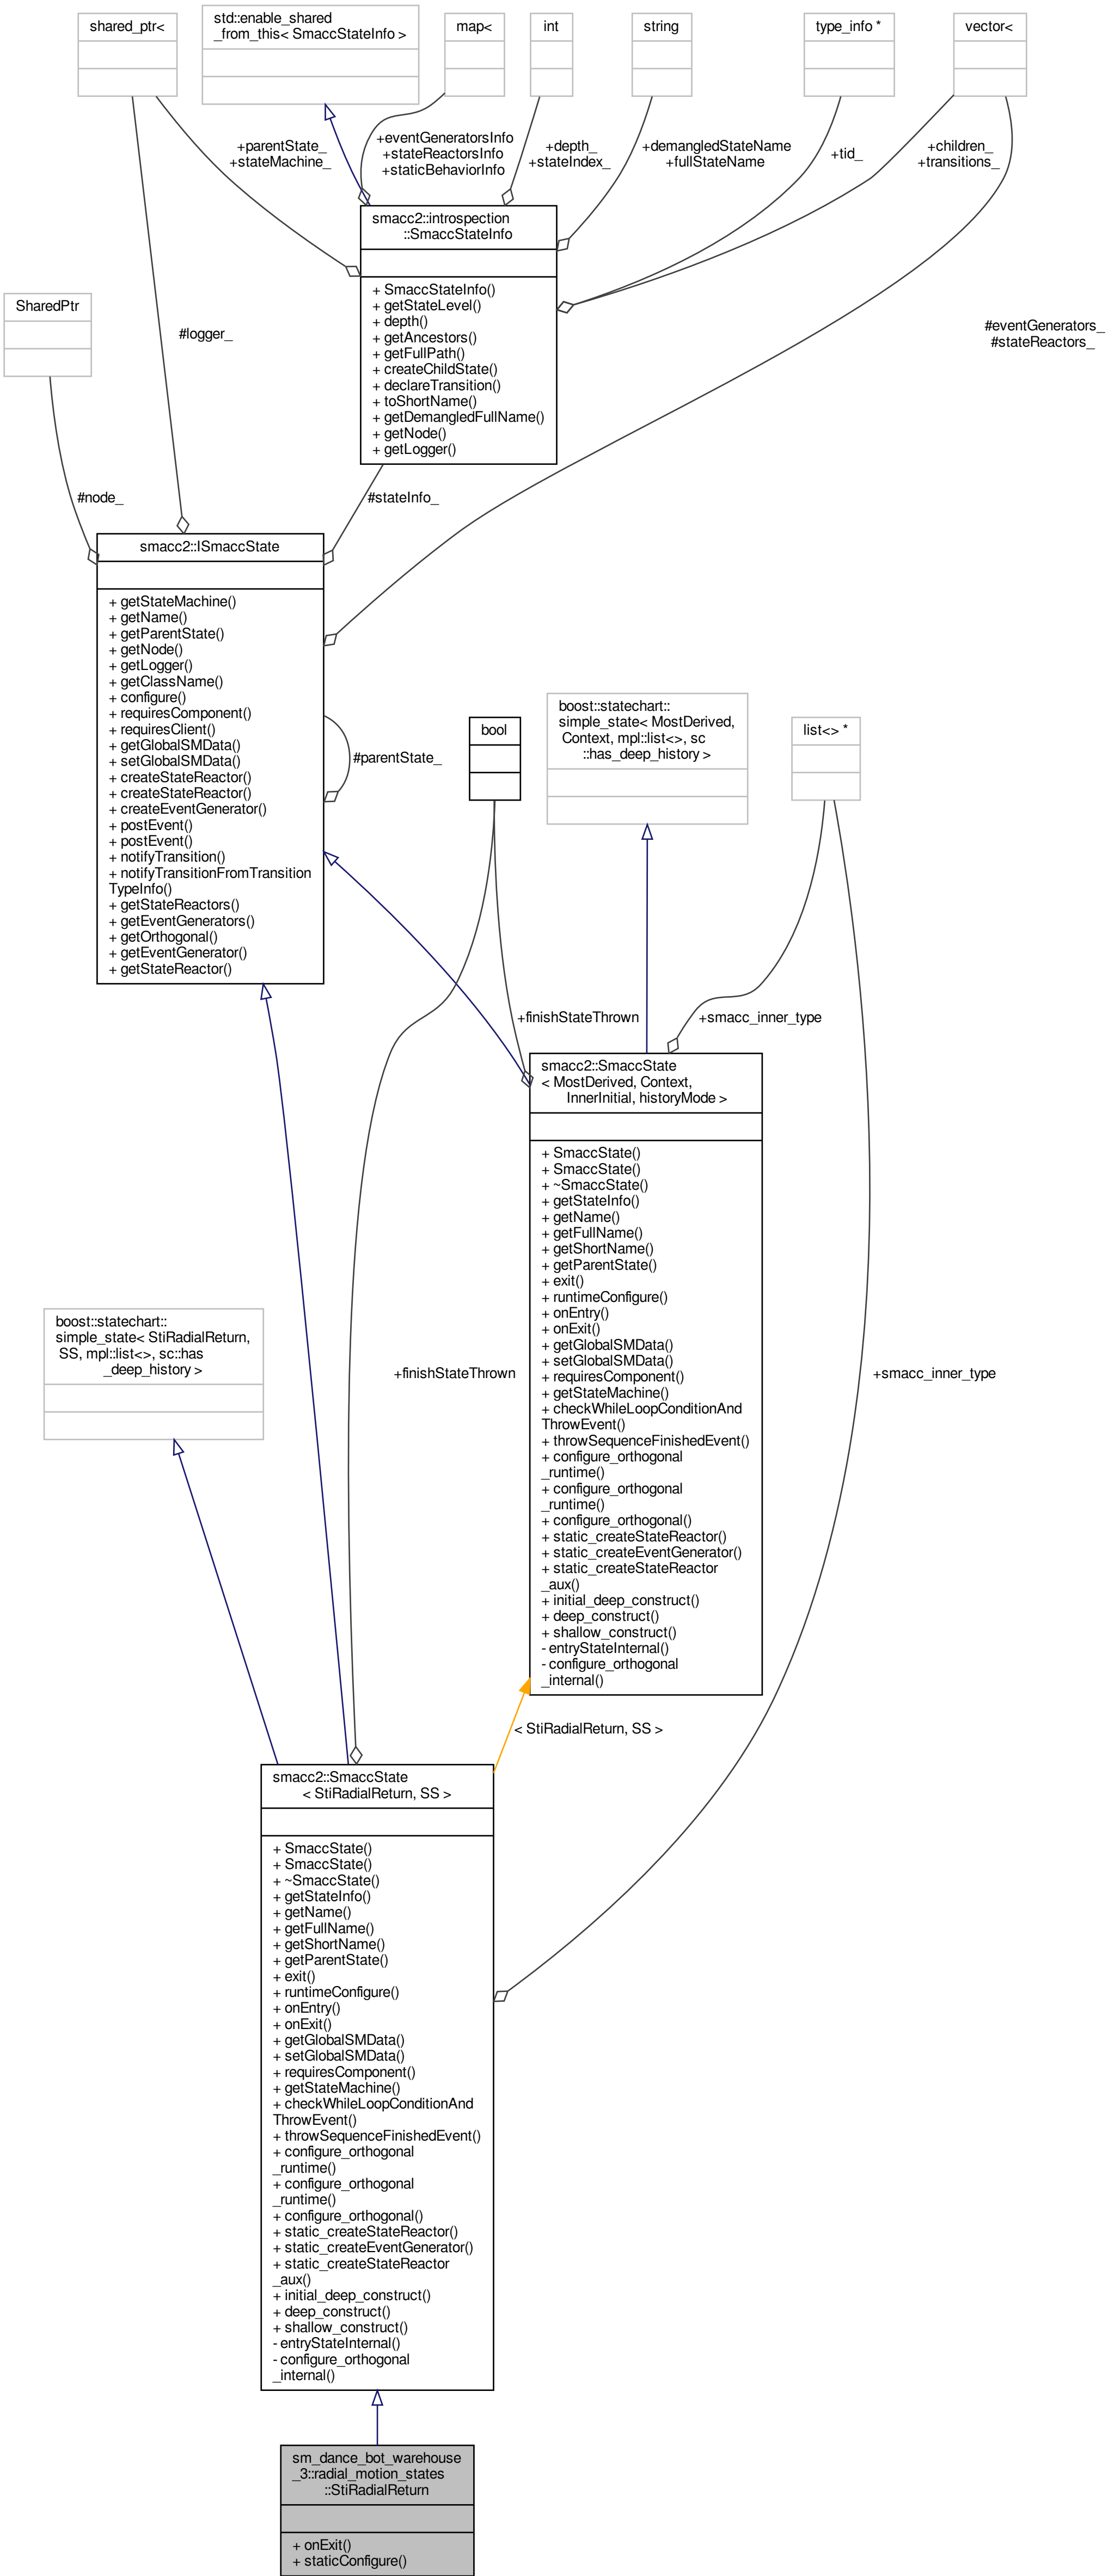 shared_ptr<
std::enable_shared
_from_this< SmaccStateInfo >
map<
int
string
type_info *
vector<
+parentState_
+stateMachine_
+eventGeneratorsInfo
+stateReactorsInfo
+staticBehaviorInfo
+depth_
+stateIndex_
+demangledStateName
+fullStateName
+tid_
+children_
+transitions_
smacc2::introspection
::SmaccStateInfo
+ SmaccStateInfo()
+ getStateLevel()
+ depth()
+ getAncestors()
+ getFullPath()
+ createChildState()
+ declareTransition()
+ toShortName()
+ getDemangledFullName()
+ getNode()
+ getLogger()
SharedPtr
#logger_
#eventGenerators_
#stateReactors_
#node_
#stateInfo_
smacc2::ISmaccState
+ getStateMachine()
+ getName()
+ getParentState()
+ getNode()
+ getLogger()
+ getClassName()
+ configure()
+ requiresComponent()
+ requiresClient()
+ getGlobalSMData()
+ setGlobalSMData()
+ createStateReactor()
+ createStateReactor()
+ createEventGenerator()
+ postEvent()
+ postEvent()
+ notifyTransition()
+ notifyTransitionFromTransition
TypeInfo()
+ getStateReactors()
+ getEventGenerators()
+ getOrthogonal()
+ getEventGenerator()
+ getStateReactor()
#parentState_
bool
boost::statechart::
simple_state< MostDerived,
Context, mpl::list<>, sc
::has_deep_history >
list<> *
+finishStateThrown
+smacc_inner_type
smacc2::SmaccState
< MostDerived, Context,
InnerInitial, historyMode >
+ SmaccState()
+ SmaccState()
+ ~SmaccState()
+ getStateInfo()
+ getName()
+ getFullName()
+ getShortName()
+ getParentState()
+ exit()
+ runtimeConfigure()
+ onEntry()
+ onExit()
+ getGlobalSMData()
+ setGlobalSMData()
+ requiresComponent()
+ getStateMachine()
+ checkWhileLoopConditionAnd
ThrowEvent()
+ throwSequenceFinishedEvent()
+ configure_orthogonal
_runtime()
+ configure_orthogonal
_runtime()
+ configure_orthogonal()
+ static_createStateReactor()
+ static_createEventGenerator()
+ static_createStateReactor
_aux()
+ initial_deep_construct()
+ deep_construct()
+ shallow_construct()
- entryStateInternal()
- configure_orthogonal
_internal()
boost::statechart::
simple_state< StiRadialReturn,
SS, mpl::list<>, sc::has
_deep_history >
+finishStateThrown
+smacc_inner_type
< StiRadialReturn, SS >
smacc2::SmaccState
< StiRadialReturn, SS >
+ SmaccState()
+ SmaccState()
+ ~SmaccState()
+ getStateInfo()
+ getName()
+ getFullName()
+ getShortName()
+ getParentState()
+ exit()
+ runtimeConfigure()
+ onEntry()
+ onExit()
+ getGlobalSMData()
+ setGlobalSMData()
+ requiresComponent()
+ getStateMachine()
+ checkWhileLoopConditionAnd
ThrowEvent()
+ throwSequenceFinishedEvent()
+ configure_orthogonal
_runtime()
+ configure_orthogonal
_runtime()
+ configure_orthogonal()
+ static_createStateReactor()
+ static_createEventGenerator()
+ static_createStateReactor
_aux()
+ initial_deep_construct()
+ deep_construct()
+ shallow_construct()
- entryStateInternal()
- configure_orthogonal
_internal()
sm_dance_bot_warehouse
_3::radial_motion_states
::StiRadialReturn
+ onExit()
+ staticConfigure()